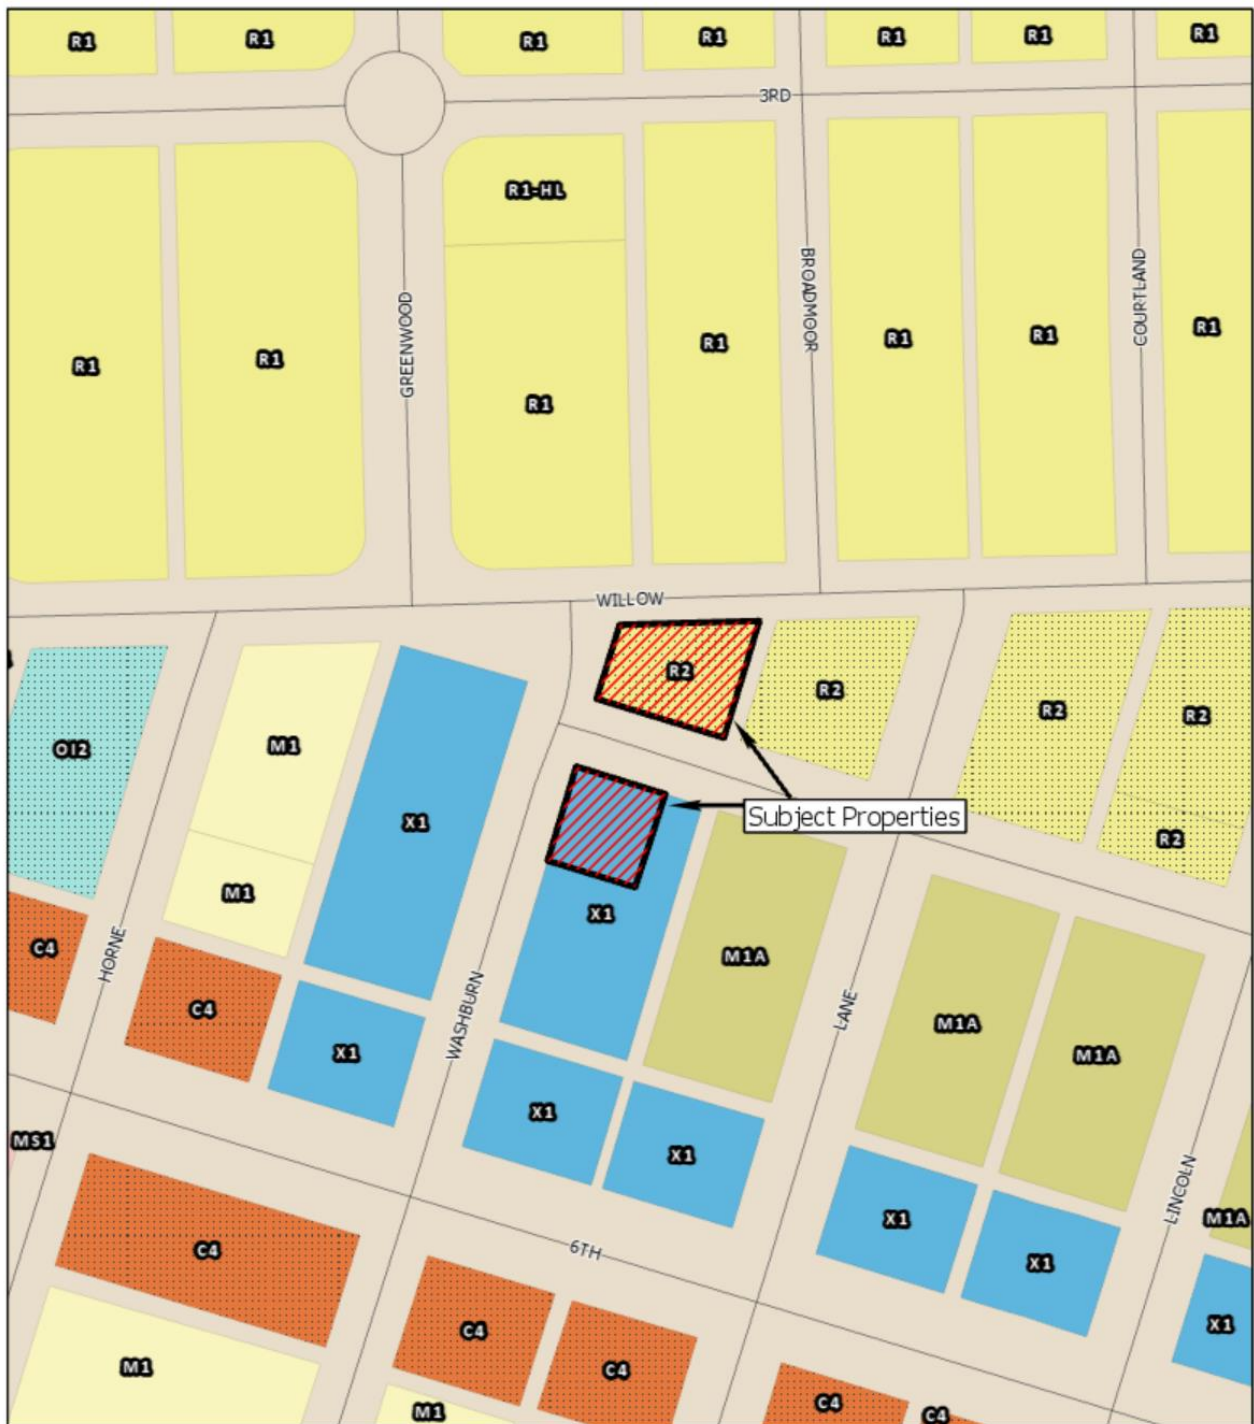 R1
R1
R1
R1
R1
R1
R1
3RD
R1-HL
R1
R1
GREENWOOD
R1
R1
BROADMOOR
R1
R1
COURTLAND
R1
WILLOW
R2
R2
R2
R2
OI2
M1
X1
Subject Properties
R2
M1
X1
C4
HORNE
C4
X1
WASHBURN
M1A
LANE
M1A
M1A
X1
X1
MS1
LINCOLN
M1A
X1
X1
C4
6TH
X1
C4
C4
M1
M1
C4
C4